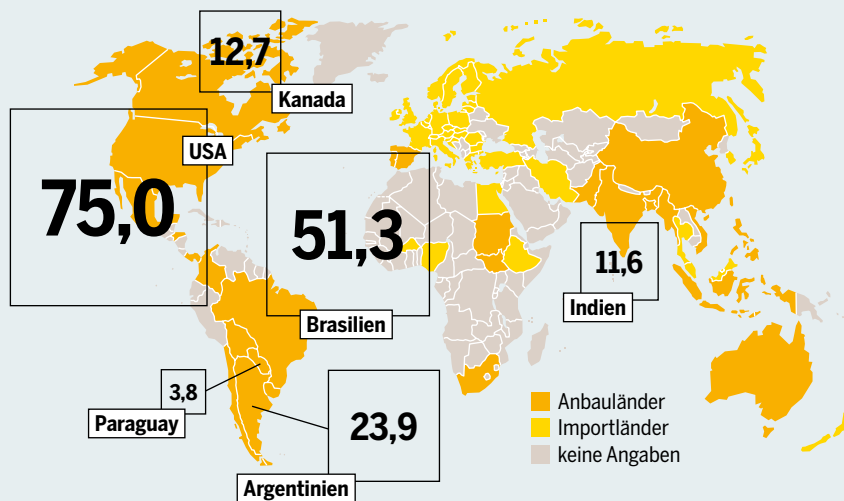 12,7
Kanada
USA
75,0
51,3
Brasilien
11,6
Indien
3,8
Paraguay
23,9
Argentinien
Anbauländer
Importländer
keine Angaben